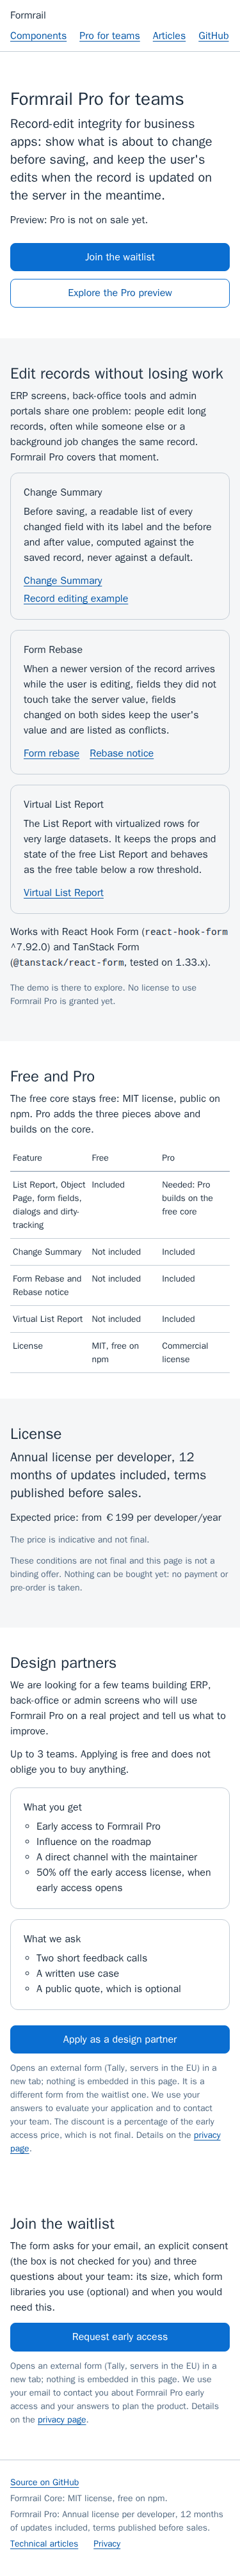 Formrail
Components Pro for teams Articles GitHub
Formrail Pro for teams
Record-edit integrity for business
apps: show what is about to change
before saving, and keep the user's
edits when the record is updated on
the server in the meantime.
Preview: Pro is not on sale yet.
Join the waitlist
Explore the Pro preview
Edit records without losing work
ERP screens, back-office tools and admin
portals share one problem: people edit long
records, often while someone else or a
background job changes the same record.
Formrail Pro covers that moment.
Change Summary
Before saving, a readable list of every
changed field with its label and the before
and after value, computed against the
saved record, never against a default.
Change Summary
Record editing example
Form Rebase
When a newer version of the record arrives
while the user is editing, fields they did not
touch take the server value, fields
changed on both sides keep the user's
value and are listed as conflicts.
Form rebase Rebase notice
Virtual List Report
The List Report with virtualized rows for
very large datasets. It keeps the props and
state of the free List Report and behaves
as the free table below a row threshold.
Virtual List Report
Works with React Hook Form (react-hook-form
^7.92.0) and TanStack Form
(@tanstack/react-form, tested on 1.33.x).
The demo is there to explore. No license to use
Formrail Pro is granted yet.
Free and Pro
The free core stays free: MIT license, public on
npm. Pro adds the three pieces above and
builds on the core.
Feature Free Pro
List Report, Object Included Needed: Pro
Page, form fields, builds on the
dialogs and dirty- free core
tracking
Change Summary Not included Included
Form Rebase and Not included Included
Rebase notice
Virtual List Report Not included Included
License MIT, free on Commercial
npm license
License
Annual license per developer, 12
months of updates included, terms
published before sales.
Expected price: from €199 per developer/year
The price is indicative and not final.
These conditions are not final and this page is not a
binding offer. Nothing can be bought yet: no payment or
pre-order is taken.
Design partners
We are looking for a few teams building ERP,
back-office or admin screens who will use
Formrail Pro on a real project and tell us what to
improve.
Up to 3 teams. Applying is free and does not
oblige you to buy anything.
What you get
Early access to Formrail Pro
Influence on the roadmap
A direct channel with the maintainer
50% off the early access license, when
early access opens
What we ask
Two short feedback calls
A written use case
A public quote, which is optional
Apply as a design partner
Opens an external form (Tally, servers in the EU) in a
new tab; nothing is embedded in this page. It is a
different form from the waitlist one. We use your
answers to evaluate your application and to contact
your team. The discount is a percentage of the early
access price, which is not final. Details on the privacy
page.
Join the waitlist
The form asks for your email, an explicit consent
(the box is not checked for you) and three
questions about your team: its size, which form
libraries you use (optional) and when you would
need this.
Request early access
Opens an external form (Tally, servers in the EU) in a
new tab; nothing is embedded in this page. We use
your email to contact you about Formrail Pro early
access and your answers to plan the product. Details
on the privacy page.
Source on GitHub
Formrail Core: MIT license, free on npm.
Formrail Pro: Annual license per developer, 12 months
of updates included, terms published before sales.
Technical articles Privacy